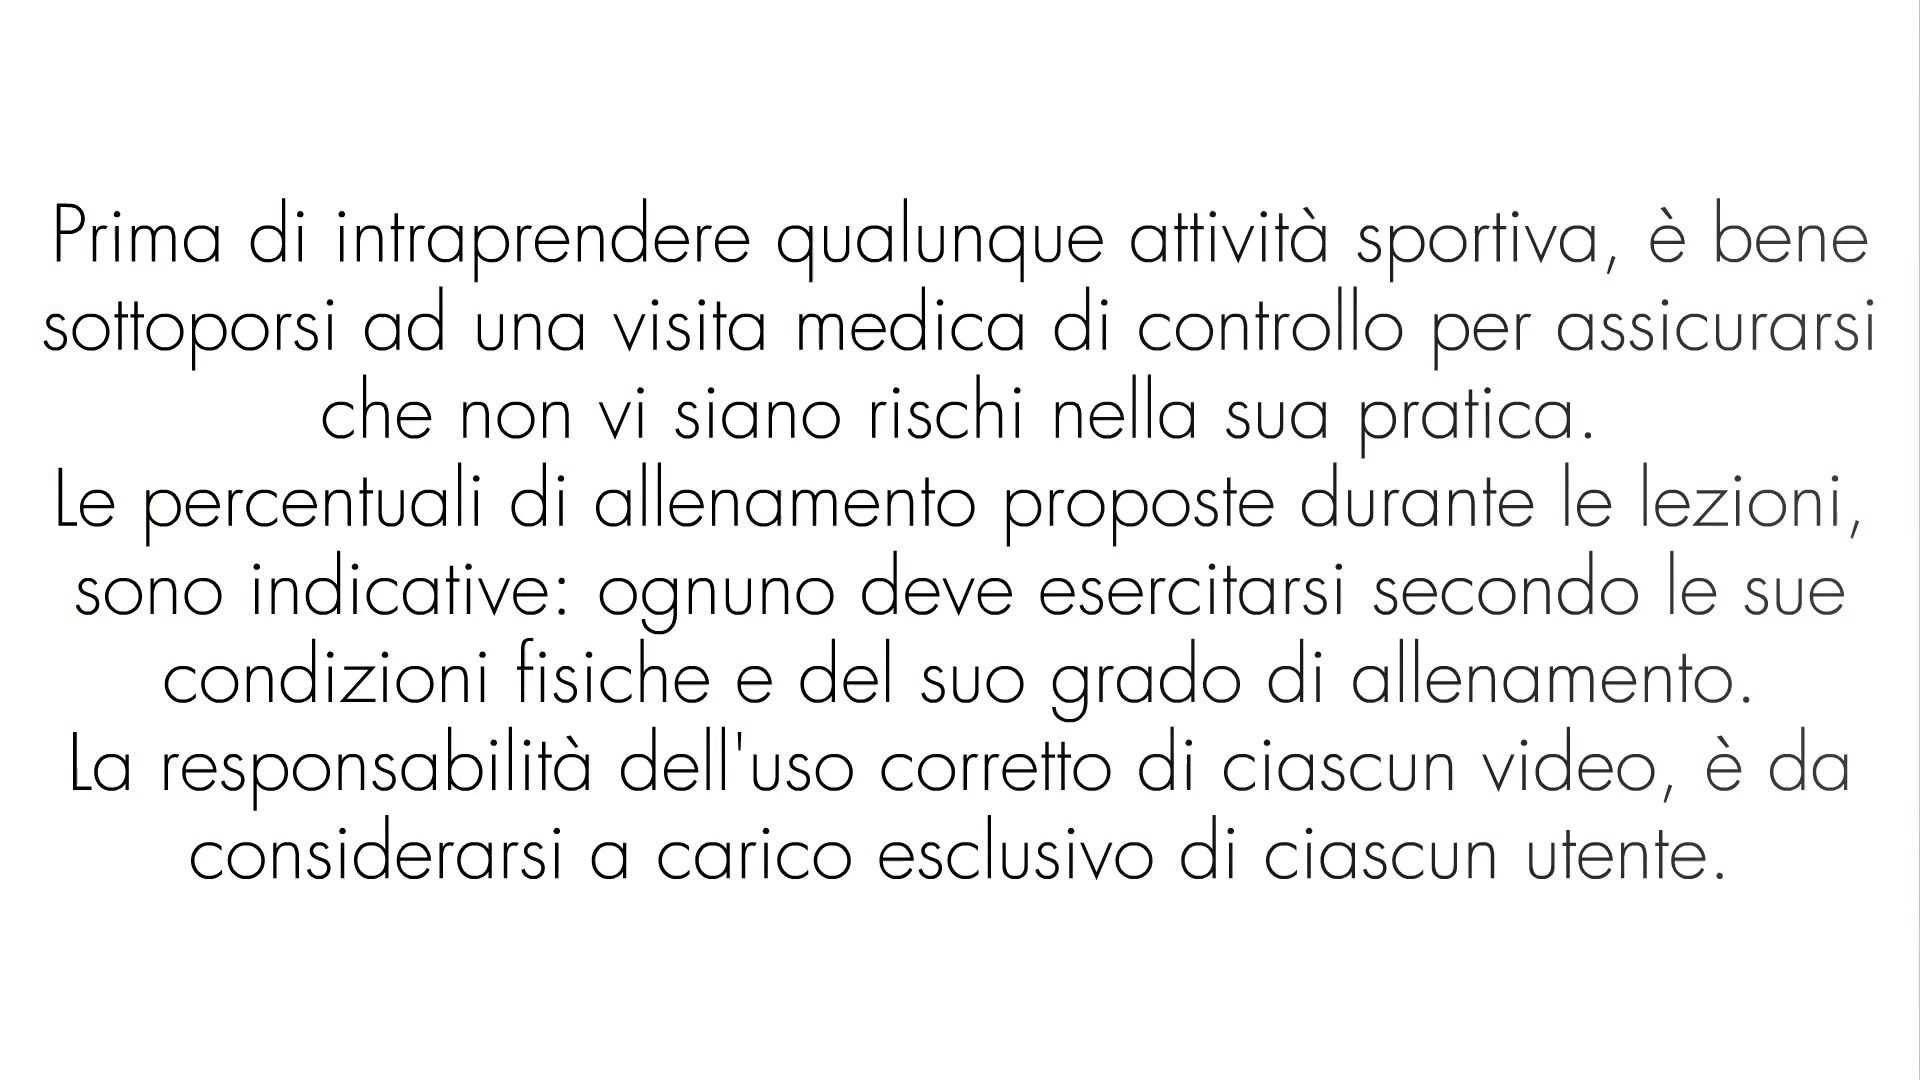 Prima di intraprendere qualunque attività sportiva, è bene
sottoporsi ad una visita medica di controllo per assicurarsi
che non vi siano rischi nella sua pratica.
Le percentuali di allenamento proposte durante le lezioni,
sono indicative: ognuno deve esercitarsi secondo le sue
condizioni fisiche e del suo grado di allenamento.
La responsabilità dell'uso corretto di ciascun video, è da
considerarsi a carico esclusivo di ciascun utente.